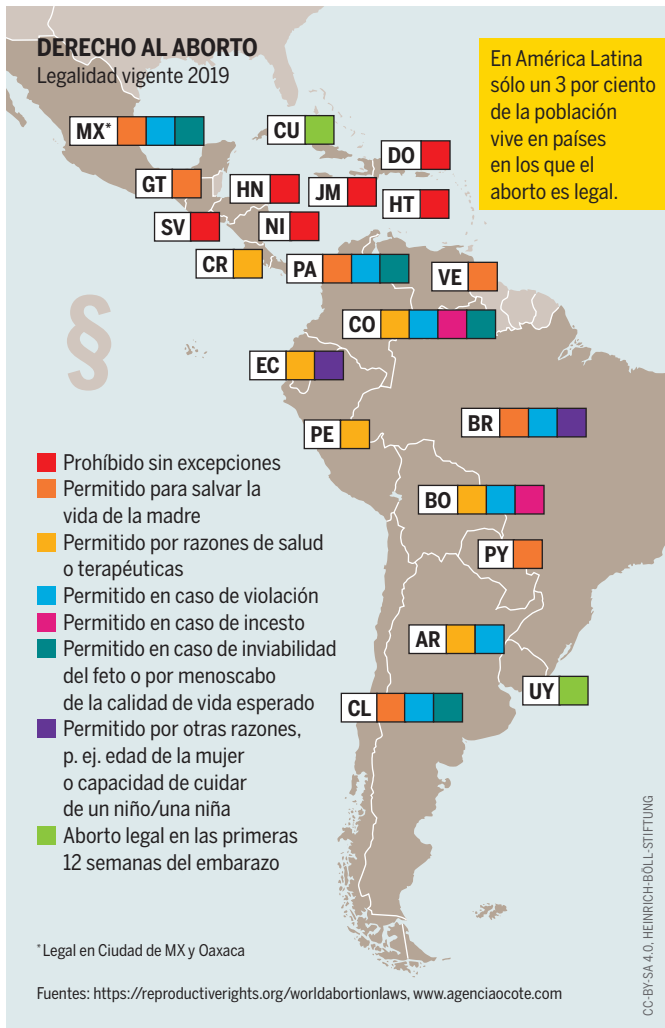 DERECHO AL ABORTO
Legalidad vigente 2019
En América Latina
sólo un 3 por ciento
de la población
vive en países
en los que el
aborto es legal.
MX*
CU
DO
GT
HN
JM
HT
SV
NI
CR
PA
VE
§
CO
EC
PE
BR
BO
PY
AR
UY
CL
Prohíbido sin excepciones
Permitido para salvar la
vida de la madre
Permitido por razones de salud
o terapéuticas
Permitido en caso de violación
Permitido en caso de incesto
Permitido en caso de inviabilidad
del feto o por menoscabo
de la calidad de vida esperado
Permitido por otras razones,
p. ej. edad de la mujer
o capacidad de cuidar
de un niño/una niña
Aborto legal en las primeras
12 semanas del embarazo
*Legal en Ciudad de MX y Oaxaca
Fuentes: https://reproductiverights.org/worldabortionlaws, www.agenciaocote.com
CC-BY-SA 4.0, HEINRICH-BÖLL-STIFTUNG